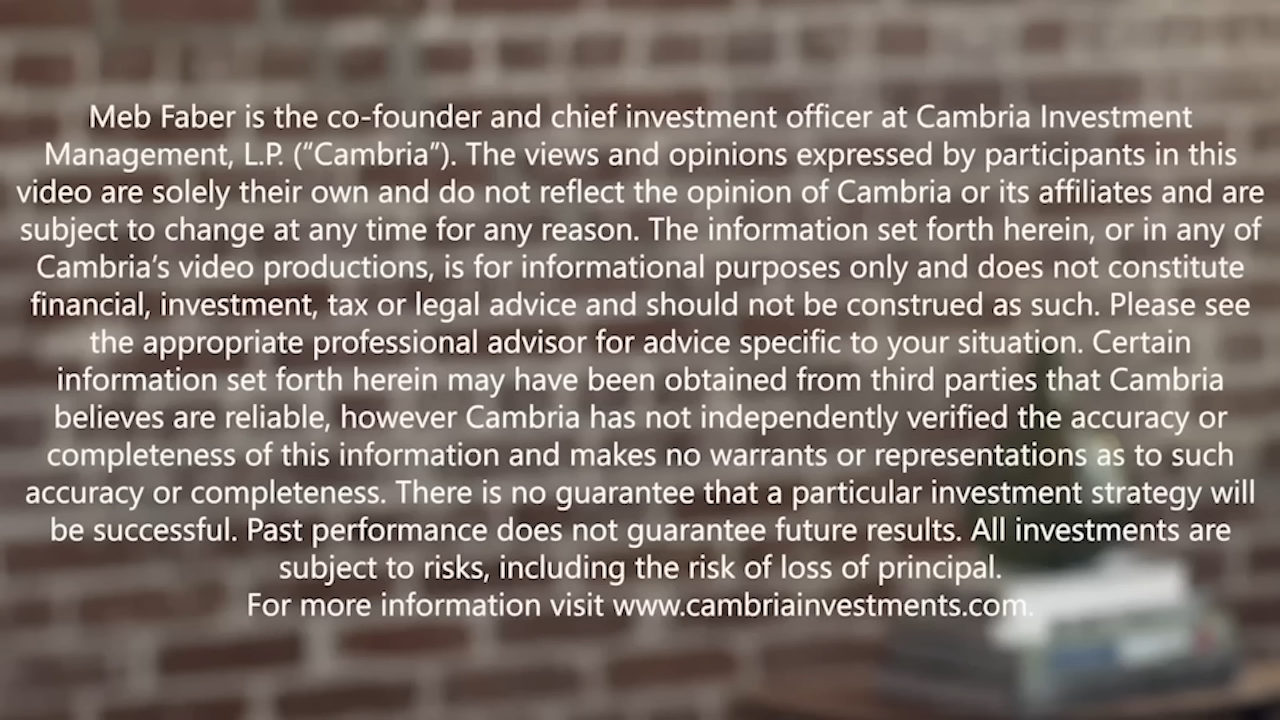 Meb Faber is the co-founder and chief investment officer at Cambria Investment
Management, L.P. (“Cambria”). The views and opinions expressed by participants in this
video are solely their own and do not reflect the opinion of Cambria or its affiliates and are
subject to change at any time for any reason. The information set forth herein, or in any of
Cambria’s video productions, is for informational purposes only and does not constitute
financial, investment, tax or legal advice and should not be construed as such. Please see
the appropriate professional advisor for advice specific to your situation. Certain
information set forth herein may have been obtained from third parties that Cambria
believes are reliable, however Cambria has not independently verified the accuracy or
completeness of this information and makes no warrants or representations as to such
accuracy or completeness. There is no guarantee that a particular investment strategy will
be successful. Past performance does not guarantee future results. All investments are
subject to risks, including the risk of loss of principal.
For more information visit www.cambriainvestments.com.